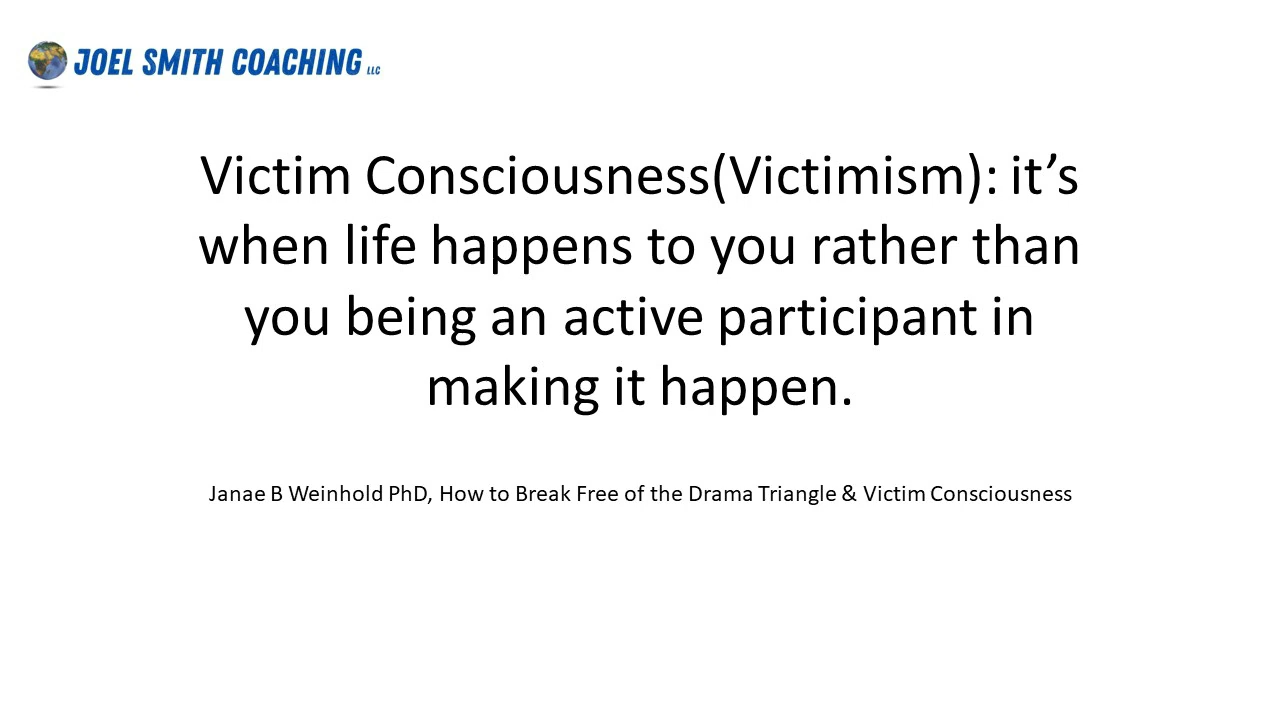 JOEL SMITH COACHING LLC
Victim Consciousness(Victimism): it’s
when life happens to you rather than
you being an active participant in
making it happen.
Janae B Weinhold PhD, How to Break Free of the Drama Triangle & Victim Consciousness